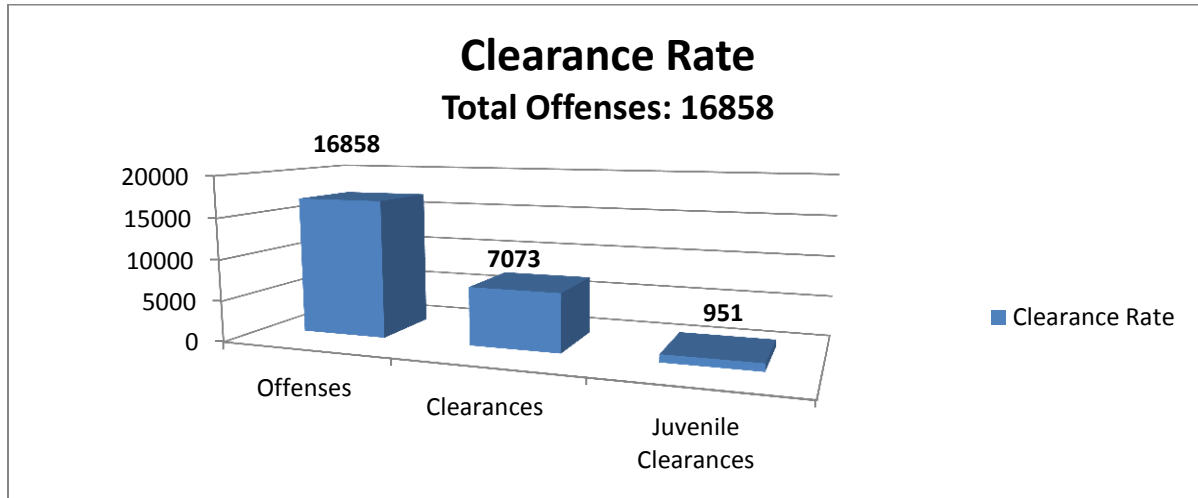 Clearance Rate
Total Offenses: 16858
16858
20000
15000
10000
5000
0
7073
951
Offenses
Clearances
Juvenile
Clearances
Clearance Rate